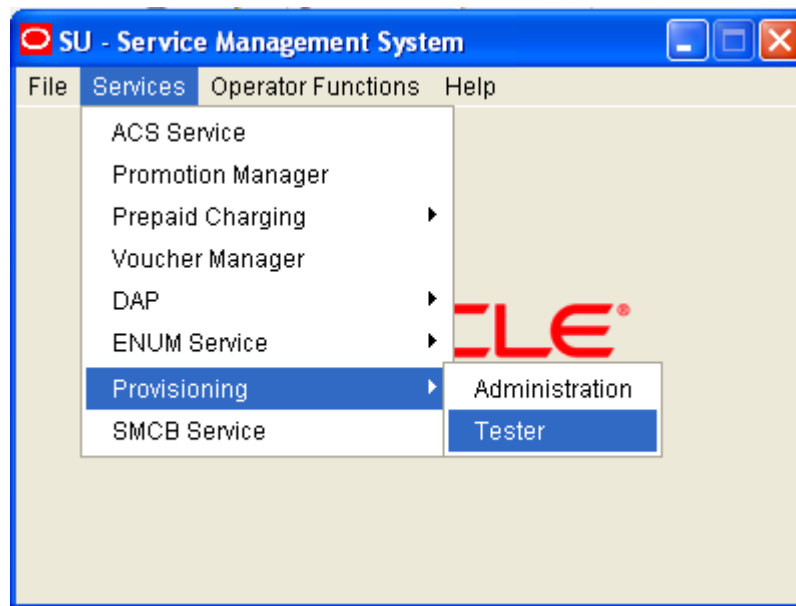 SU - Service Management System
File Services Operator Functions Help
ACS Service
Promotion Manager
Prepaid Charging
Voucher Manager
DAP
ENUM Service
Provisioning
SMCB Service
Administration
Tester
CLE®